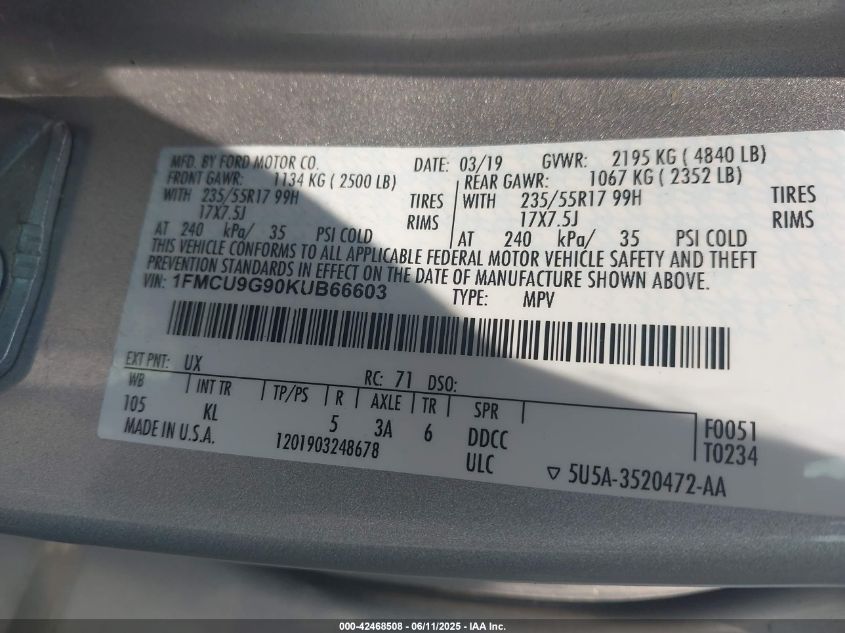 MFD. BY FORD MOTOR CO. DATE: 03/19 GVWR: 2195 KG ( 4840 LB)
FRONT GAWR: 1134 KG ( 2500 LB) REAR GAWR: 1067 KG ( 2352 LB)
WITH 235/55R17 99H TIRES WITH 235/55R17 99H TIRES
17X7.5J RIMS 17X7.5J RIMS
AT 240 kPa/ 35 PSI COLD AT 240 kPa/ 35 PSI COLD
THIS VEHICLE CONFORMS TO ALL APPLICABLE FEDERAL MOTOR VEHICLE SAFETY AND THEFT
PREVENTION STANDARDS IN EFFECT ON THE DATE OF MANUFACTURE SHOWN ABOVE.
VIN: 1FMCU9G90KUB66603 TYPE: MPV
EXT PNT: UX RC: 71 DSO:
WB INT TR TP/PS R AXLE TR SPR
105 KL 5 3A 6 DDCC F0051
MADE IN U.S.A. 1201903248678 ULC T0234
5U5A-3520472-AA
000-42468508 - 06/11/2025 - IAA Inc.